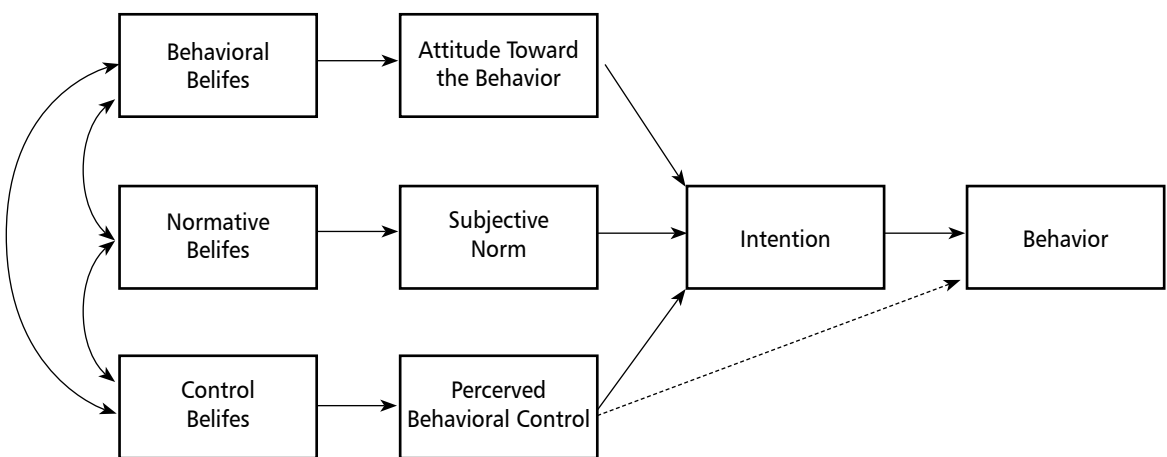 Behavioral
Belifes
Attitude Toward
the Behavior
Normative
Belifes
Subjective
Norm
Intention
Behavior
Control
Belifes
Percerved
Behavioral Control